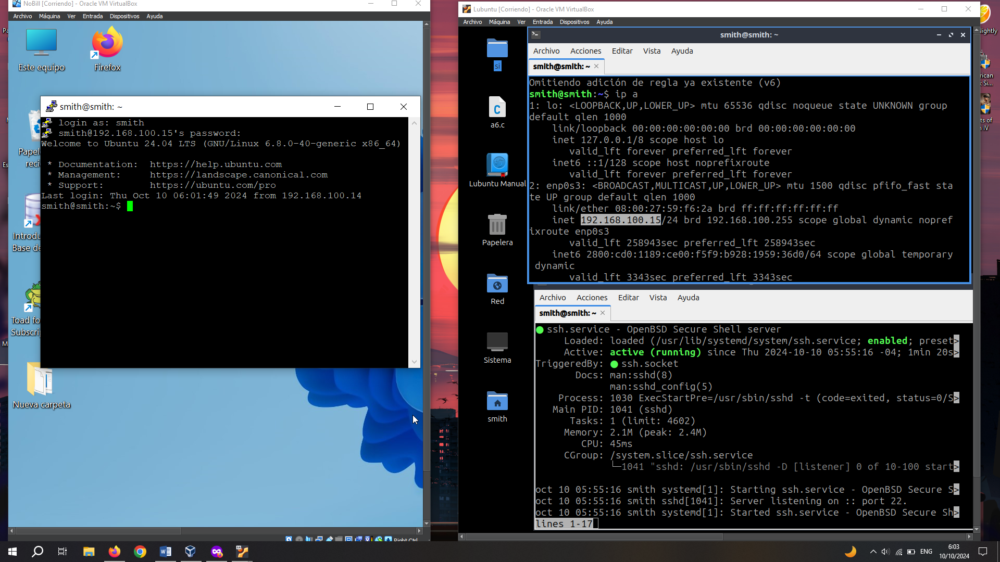 NoBill [Corriendo] - Oracle VM VirtualBox
Archivo Máquina Ver Entrada Dispositivos Ayuda
Este equipo
Firefox
smith@smith: ~
login as: smith
smith@192.168.100.15's password:
Welcome to Ubuntu 24.04 LTS (GNU/Linux 6.8.0-40-generic x86_64)
* Documentation: https://help.ubuntu.com
* Management: https://landscape.canonical.com
* Support: https://ubuntu.com/pro
Last login: Thu Oct 10 06:01:49 2024 from 192.168.100.14
smith@smith:~$
Papel
reci
Introdu
Base de
Toad fo
Subscri
Nueva carpeta
Right Ctrl
Lubuntu [Corriendo] - Oracle VM VirtualBox
Archivo Máquina Ver Entrada Dispositivos Ayuda
si
a6.c
Lubuntu Manual
Papelera
Red
Sistema
smith
smith@smith: ~
Archivo Acciones Editar Vista Ayuda
smith@smith: ~
Omitiendo adición de regla ya existente (v6)
smith@smith:~$ ip a
1: lo: <LOOPBACK,UP,LOWER_UP> mtu 65536 qdisc noqueue state UNKNOWN group
default qlen 1000
link/loopback 00:00:00:00:00:00 brd 00:00:00:00:00:00
inet 127.0.0.1/8 scope host lo
valid_lft forever preferred_lft forever
inet6 ::1/128 scope host noprefixroute
valid_lft forever preferred_lft forever
2: enp0s3: <BROADCAST,MULTICAST,UP,LOWER_UP> mtu 1500 qdisc pfifo_fast sta
te UP group default qlen 1000
link/ether 08:00:27:59:f6:2a brd ff:ff:ff:ff:ff:ff
inet 192.168.100.15/24 brd 192.168.100.255 scope global dynamic nopref
ixroute enp0s3
valid_lft 258943sec preferred_lft 258943sec
inet6 2800:cd0:1189:ce00:f5f9:b928:1959:36d0/64 scope global temporary
dynamic
valid_lft 3343sec preferred_lft 3343sec
Archivo Acciones Editar Vista Ayuda
smith@smith: ~
ssh.service - OpenBSD Secure Shell server
Loaded: loaded (/usr/lib/systemd/system/ssh.service; enabled; preset>
Active: active (running) since Thu 2024-10-10 05:55:16 -04; 1min 20s>
TriggeredBy: ● ssh.socket
Docs: man:sshd(8)
man:sshd_config(5)
Process: 1030 ExecStartPre=/usr/sbin/sshd -t (code=exited, status=0/S>
Main PID: 1041 (sshd)
Tasks: 1 (limit: 4602)
Memory: 2.1M (peak: 2.4M)
CPU: 45ms
CGroup: /system.slice/ssh.service
└─1041 "sshd: /usr/sbin/sshd -D [listener] 0 of 10-100 start>
oct 10 05:55:16 smith systemd[1]: Starting ssh.service - OpenBSD Secure S>
oct 10 05:55:16 smith sshd[1041]: Server listening on :: port 22.
oct 10 05:55:16 smith systemd[1]: Started ssh.service - OpenBSD Secure Sh>
lines 1-17
ENG
6:03
10/10/2024